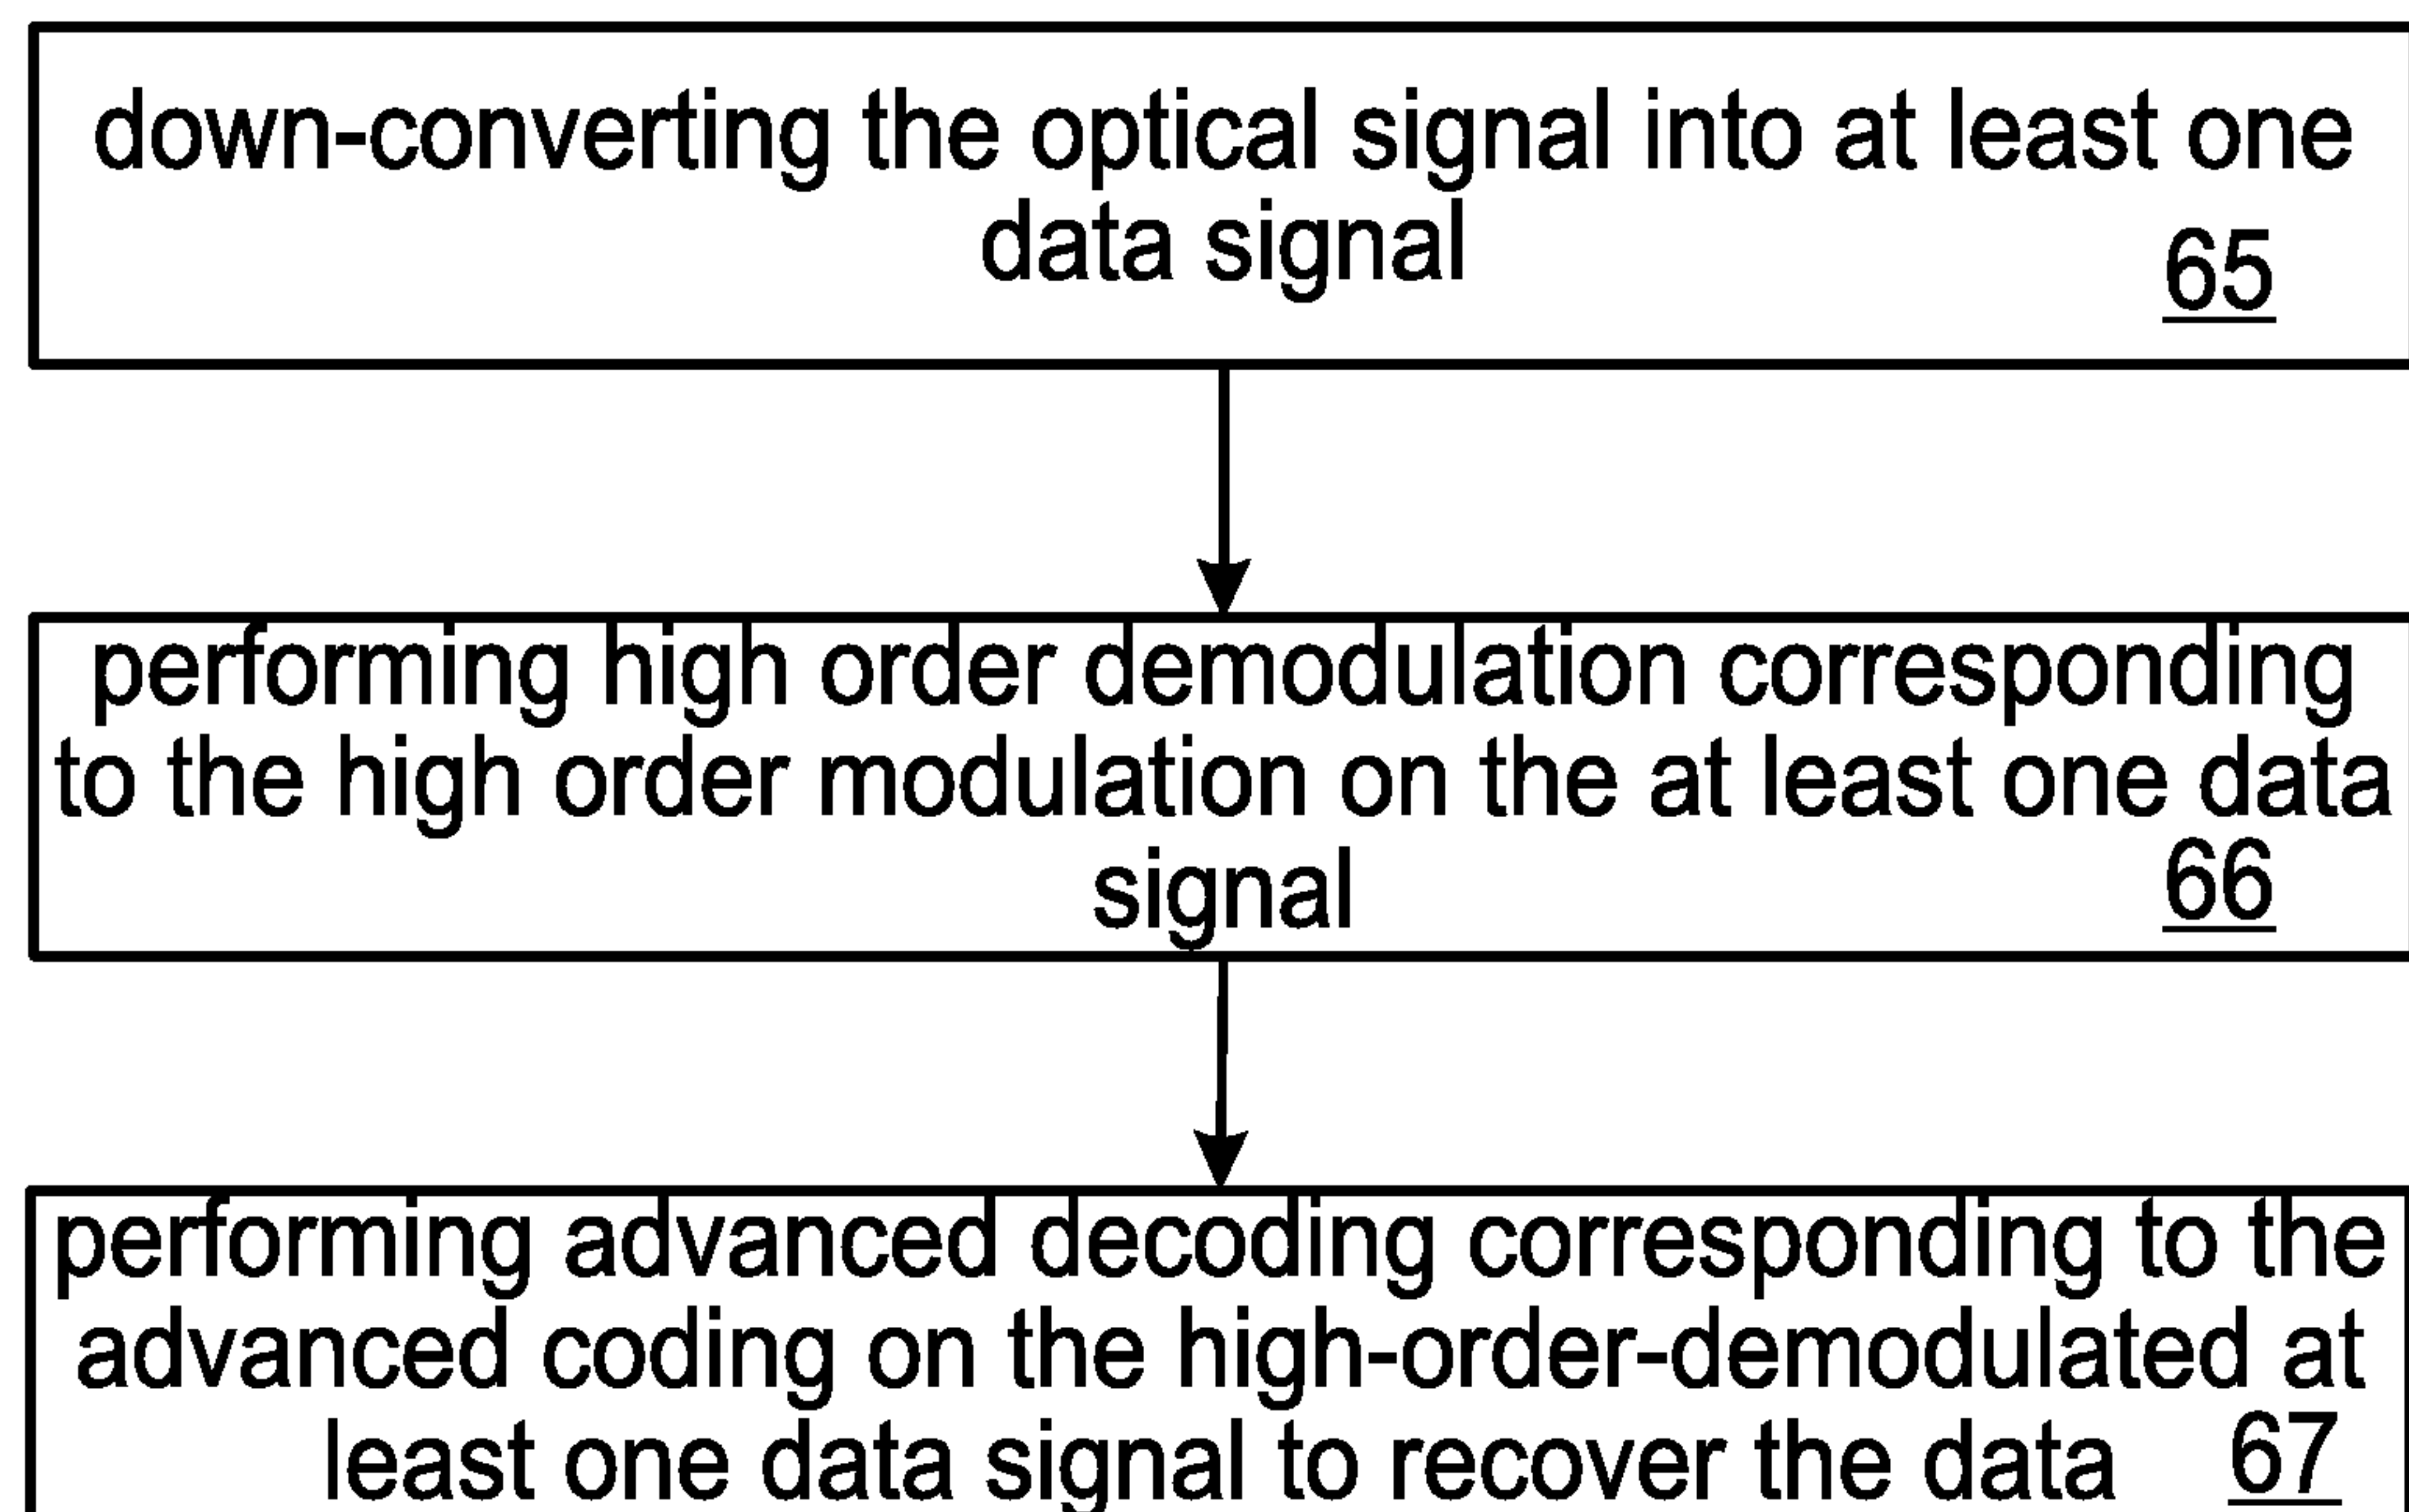 down-converting the optical signal into at least one
data signal
65
performing high order demodulation corresponding
to the high order modulation on the at least one data
signal
66
performing advanced decoding corresponding to the
advanced coding on the high-order-demodulated at
least one data signal to recover the data 67